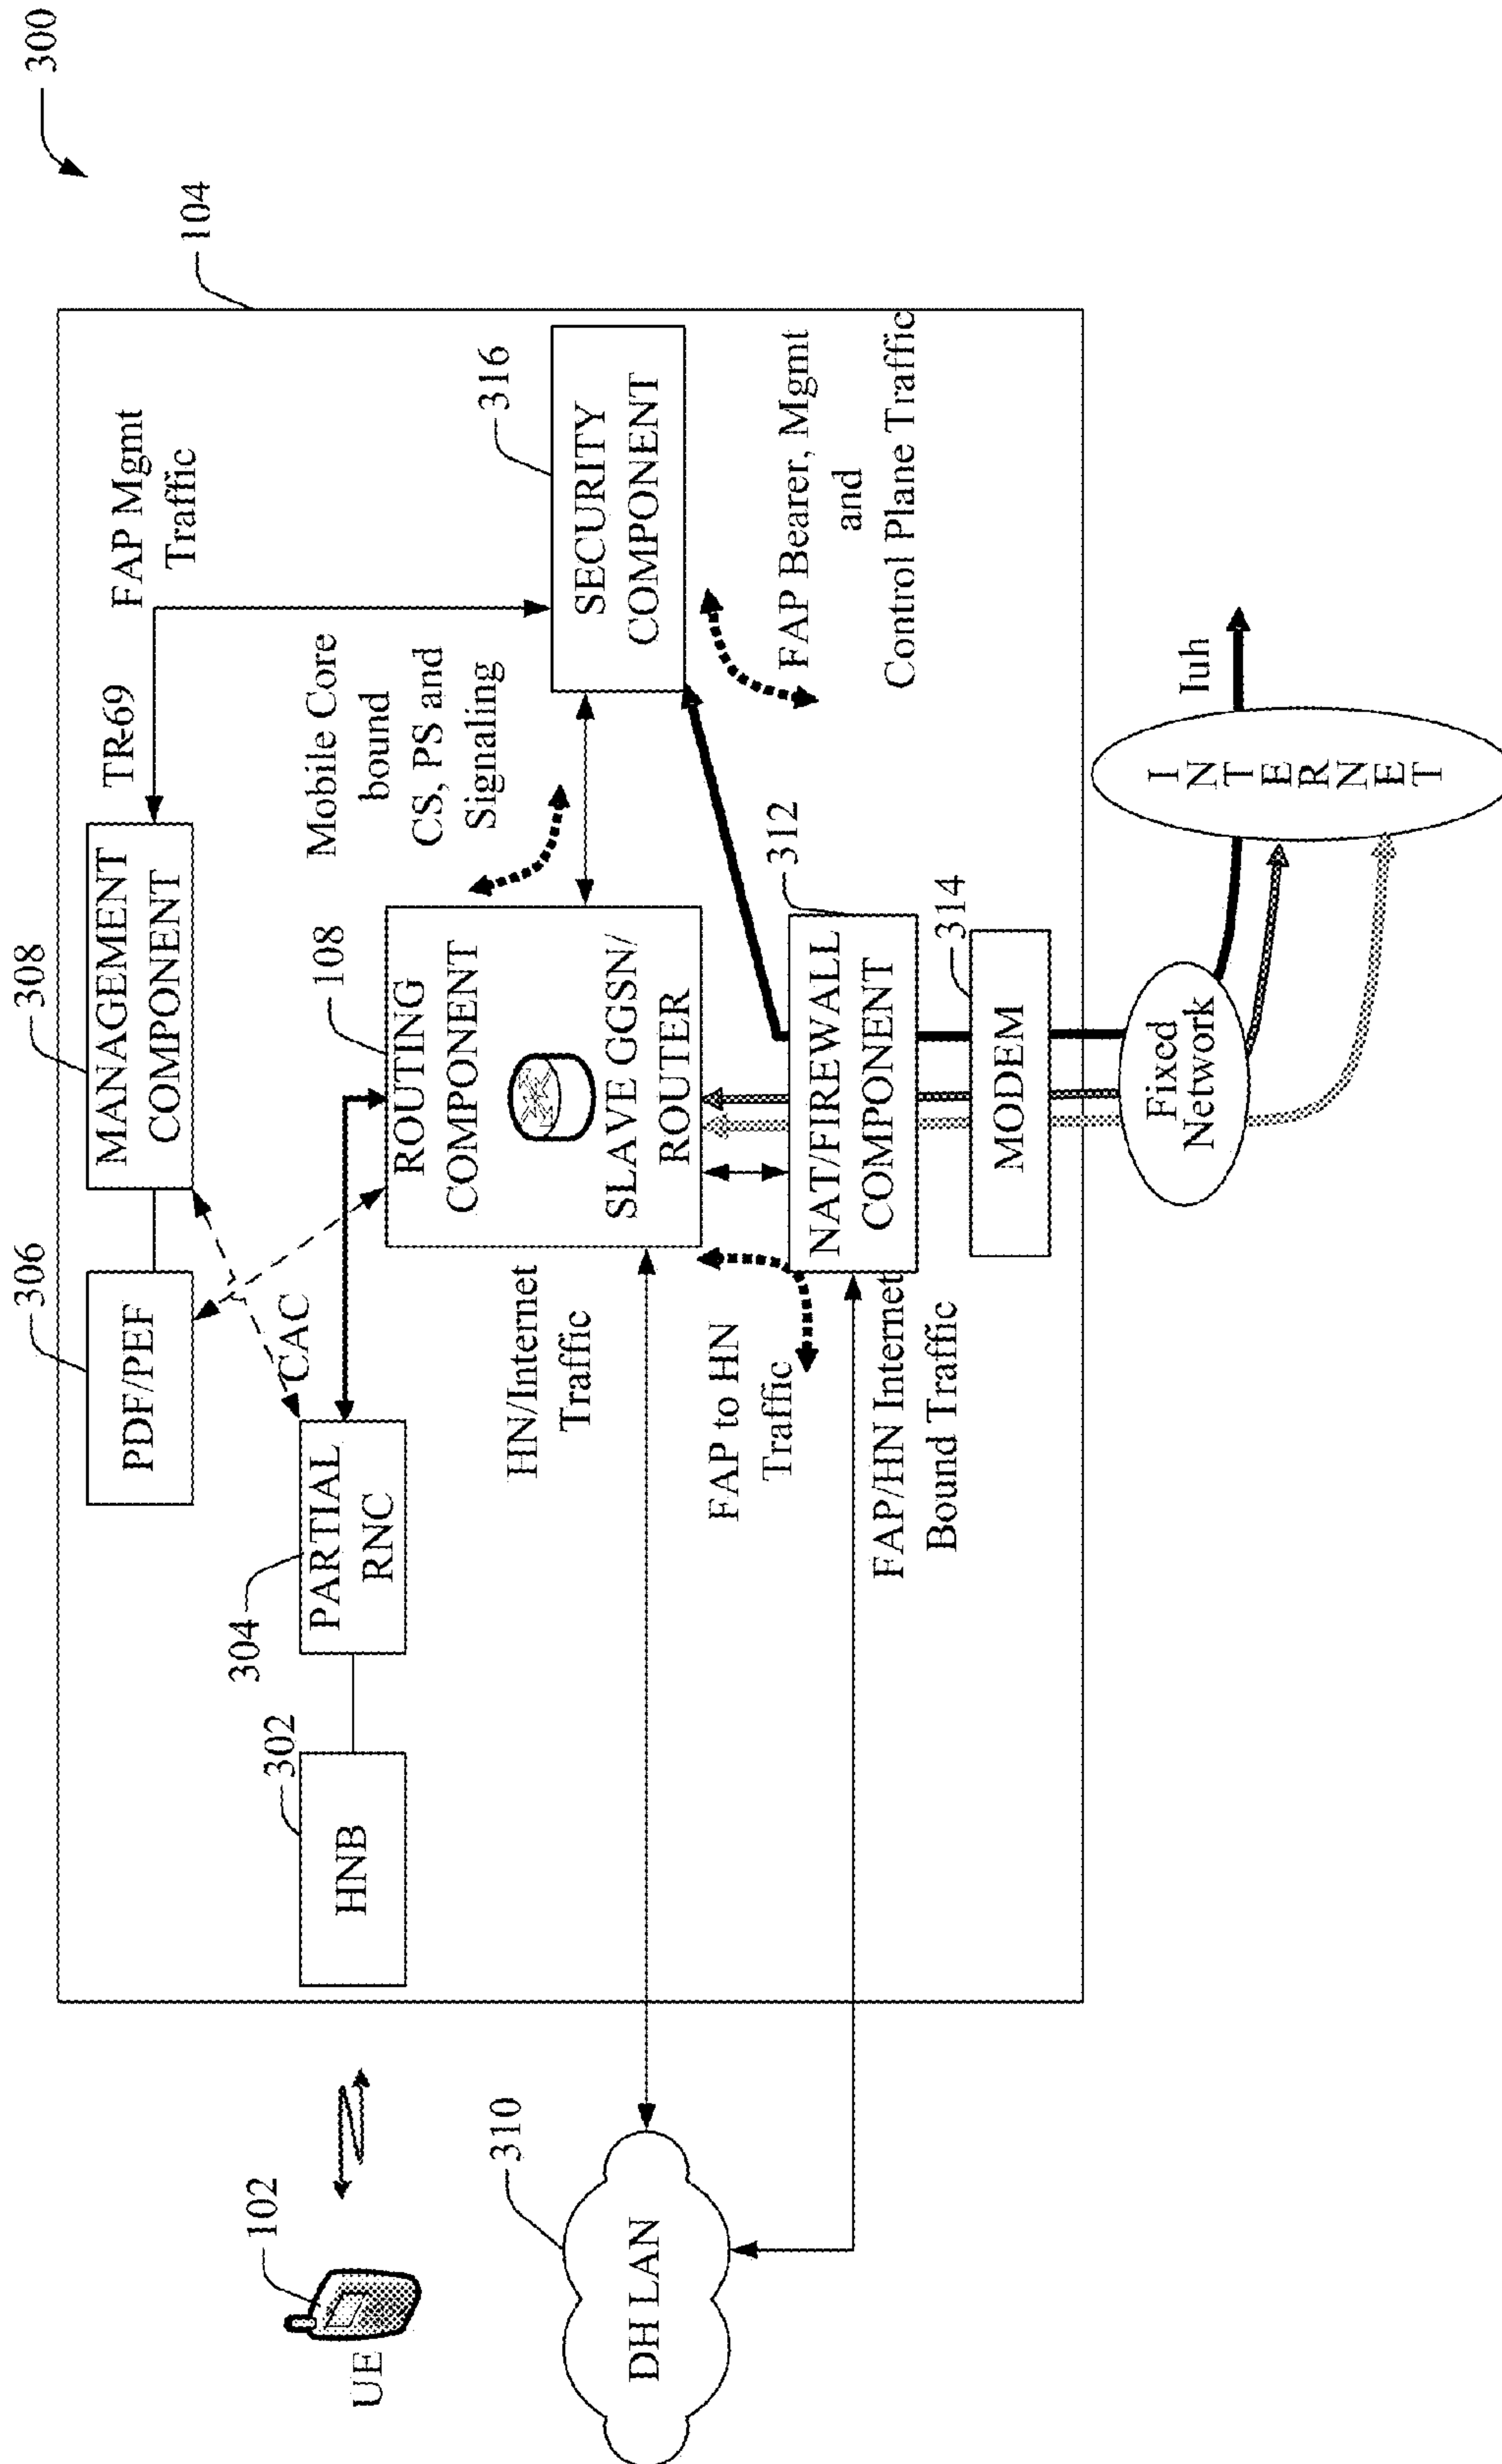 300
104
306
PDF/PEF
308
MANAGEMENT
COMPONENT
TR-69
FAP Mgmt
Traffic
CAC
302
HNB
304
PARTIAL
RNC
108
ROUTING
COMPONENT
SLAVE GGSN/
ROUTER
Mobile Core
bound
CS, PS and
Signaling
316
SECURITY
COMPONENT
102
UE
310
DH LAN
HN/Internet
Traffic
FAP to HN
Traffic
FAP/HN Internet
Bound Traffic
312
NAT/FIREWALL
COMPONENT
314
MODEM
FAP Bearer, Mgmt
and
Control Plane Traffic
Fixed
Network
INTERNET
Iuh